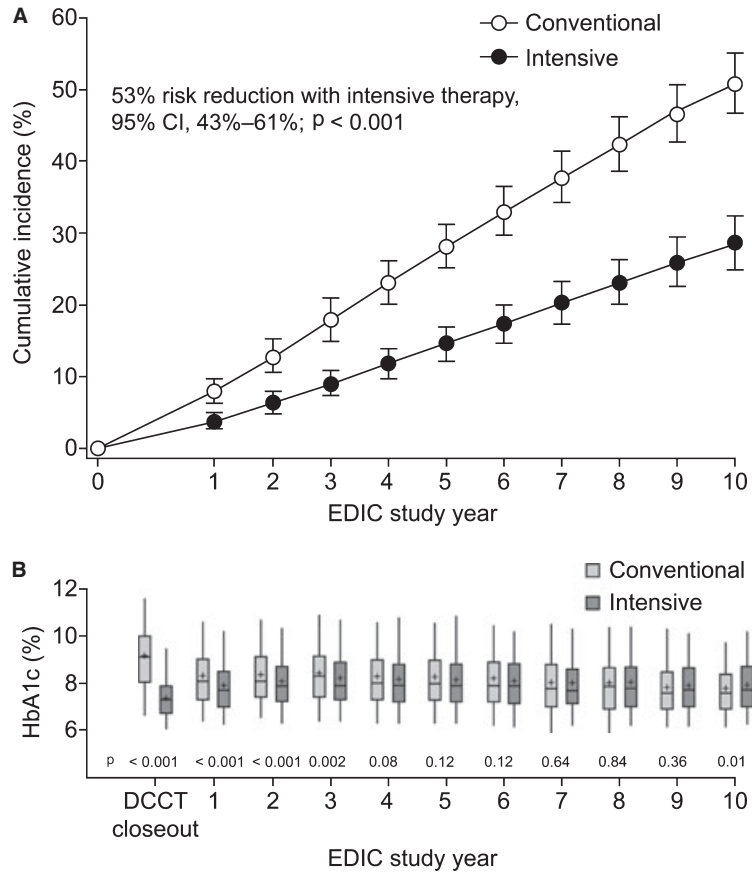 A
60
Conventional
Intensive
50
53% risk reduction with intensive therapy,
95% CI, 43%–61%; p < 0.001
40
30
20
10
0
Cumulative incidence (%)
0 1 2 3 4 5 6 7 8 9 10
EDIC study year
B
Conventional
Intensive
12
10
8
6
HbA1c (%)
p < 0.001 < 0.001 < 0.001 0.002 0.08 0.12 0.12 0.64 0.84 0.36 0.01
DCCT 1 2 3 4 5 6 7 8 9 10
closeout
EDIC study year